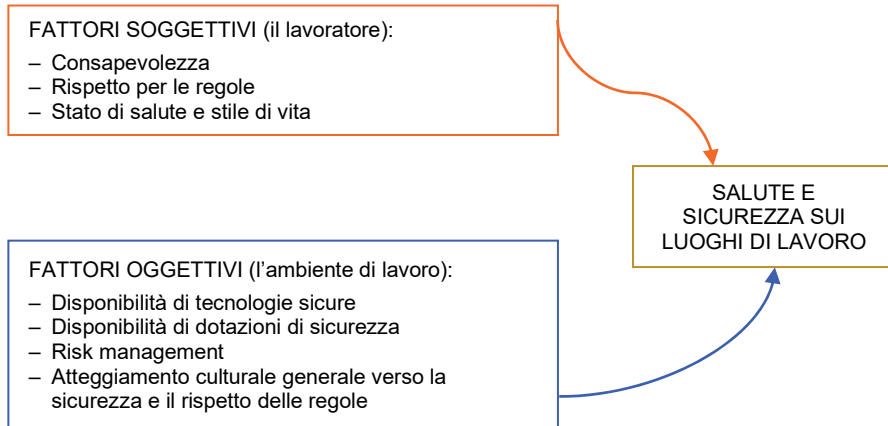 FATTORI SOGGETTIVI (il lavoratore):
– Consapevolezza
– Rispetto per le regole
– Stato di salute e stile di vita
SALUTE E
SICUREZZA SUI
LUOGHI DI LAVORO
FATTORI OGGETTIVI (l’ambiente di lavoro):
– Disponibilità di tecnologie sicure
– Disponibilità di dotazioni di sicurezza
– Risk management
– Atteggiamento culturale generale verso la
sicurezza e il rispetto delle regole